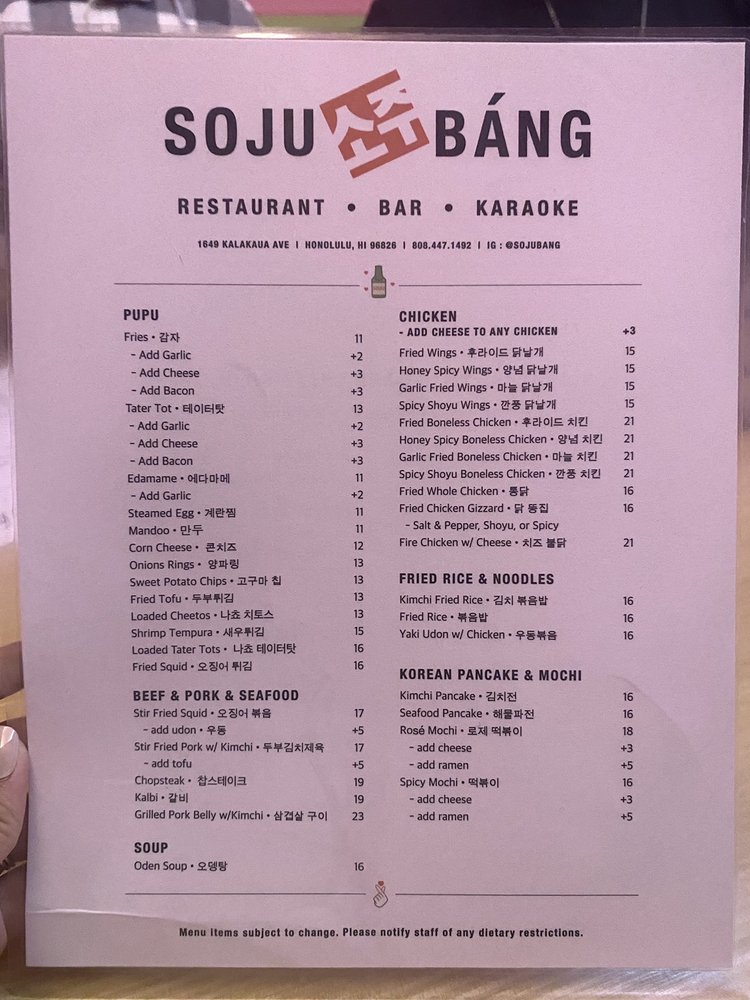 SOJU 소주 BÁNG
RESTAURANT • BAR • KARAOKE
1649 KALAKAUA AVE I HONOLULU, HI 96826 I 808.447.1492 I IG : @SOJUBANG
PUPU
Fries • 감자 11
- Add Garlic +2
- Add Cheese +3
- Add Bacon +3
Tater Tot • 테이터탓 13
- Add Garlic +2
- Add Cheese +3
- Add Bacon +3
Edamame • 에다마메 11
- Add Garlic +2
Steamed Egg • 계란찜 11
Mandoo • 만두 11
Corn Cheese • 콘치즈 12
Onions Rings • 양파링 13
Sweet Potato Chips • 고구마 칩 13
Fried Tofu • 두부튀김 13
Loaded Cheetos • 나쵸 치토스 13
Shrimp Tempura • 새우튀김 15
Loaded Tater Tots • 나쵸 테이터탓 16
Fried Squid • 오징어 튀김 16
BEEF & PORK & SEAFOOD
Stir Fried Squid • 오징어 볶음 17
- add udon • 우동 +5
Stir Fried Pork w/ Kimchi • 두부김치제육 17
- add tofu +5
Chopsteak • 찹스테이크 19
Kalbi • 갈비 19
Grilled Pork Belly w/Kimchi • 삼겹살 구이 23
SOUP
Oden Soup • 오뎅탕 16
CHICKEN
- ADD CHEESE TO ANY CHICKEN +3
Fried Wings • 후라이드 닭날개 15
Honey Spicy Wings • 양념 닭날개 15
Garlic Fried Wings • 마늘 닭날개 15
Spicy Shoyu Wings • 깐풍 닭날개 15
Fried Boneless Chicken • 후라이드 치킨 21
Honey Spicy Boneless Chicken • 양념 치킨 21
Garlic Fried Boneless Chicken • 마늘 치킨 21
Spicy Shoyu Boneless Chicken • 깐풍 치킨 21
Fried Whole Chicken • 통닭 16
Fried Chicken Gizzard • 닭 똥집 16
- Salt & Pepper, Shoyu, or Spicy
Fire Chicken w/ Cheese • 치즈 불닭 21
FRIED RICE & NOODLES
Kimchi Fried Rice • 김치 볶음밥 16
Fried Rice • 볶음밥 16
Yaki Udon w/ Chicken • 우동볶음 16
KOREAN PANCAKE & MOCHI
Kimchi Pancake • 김치전 16
Seafood Pancake • 해물파전 16
Rosé Mochi • 로제 떡볶이 18
- add cheese +3
- add ramen +5
Spicy Mochi • 떡볶이 16
- add cheese +3
- add ramen +5
Menu items subject to change. Please notify staff of any dietary restrictions.